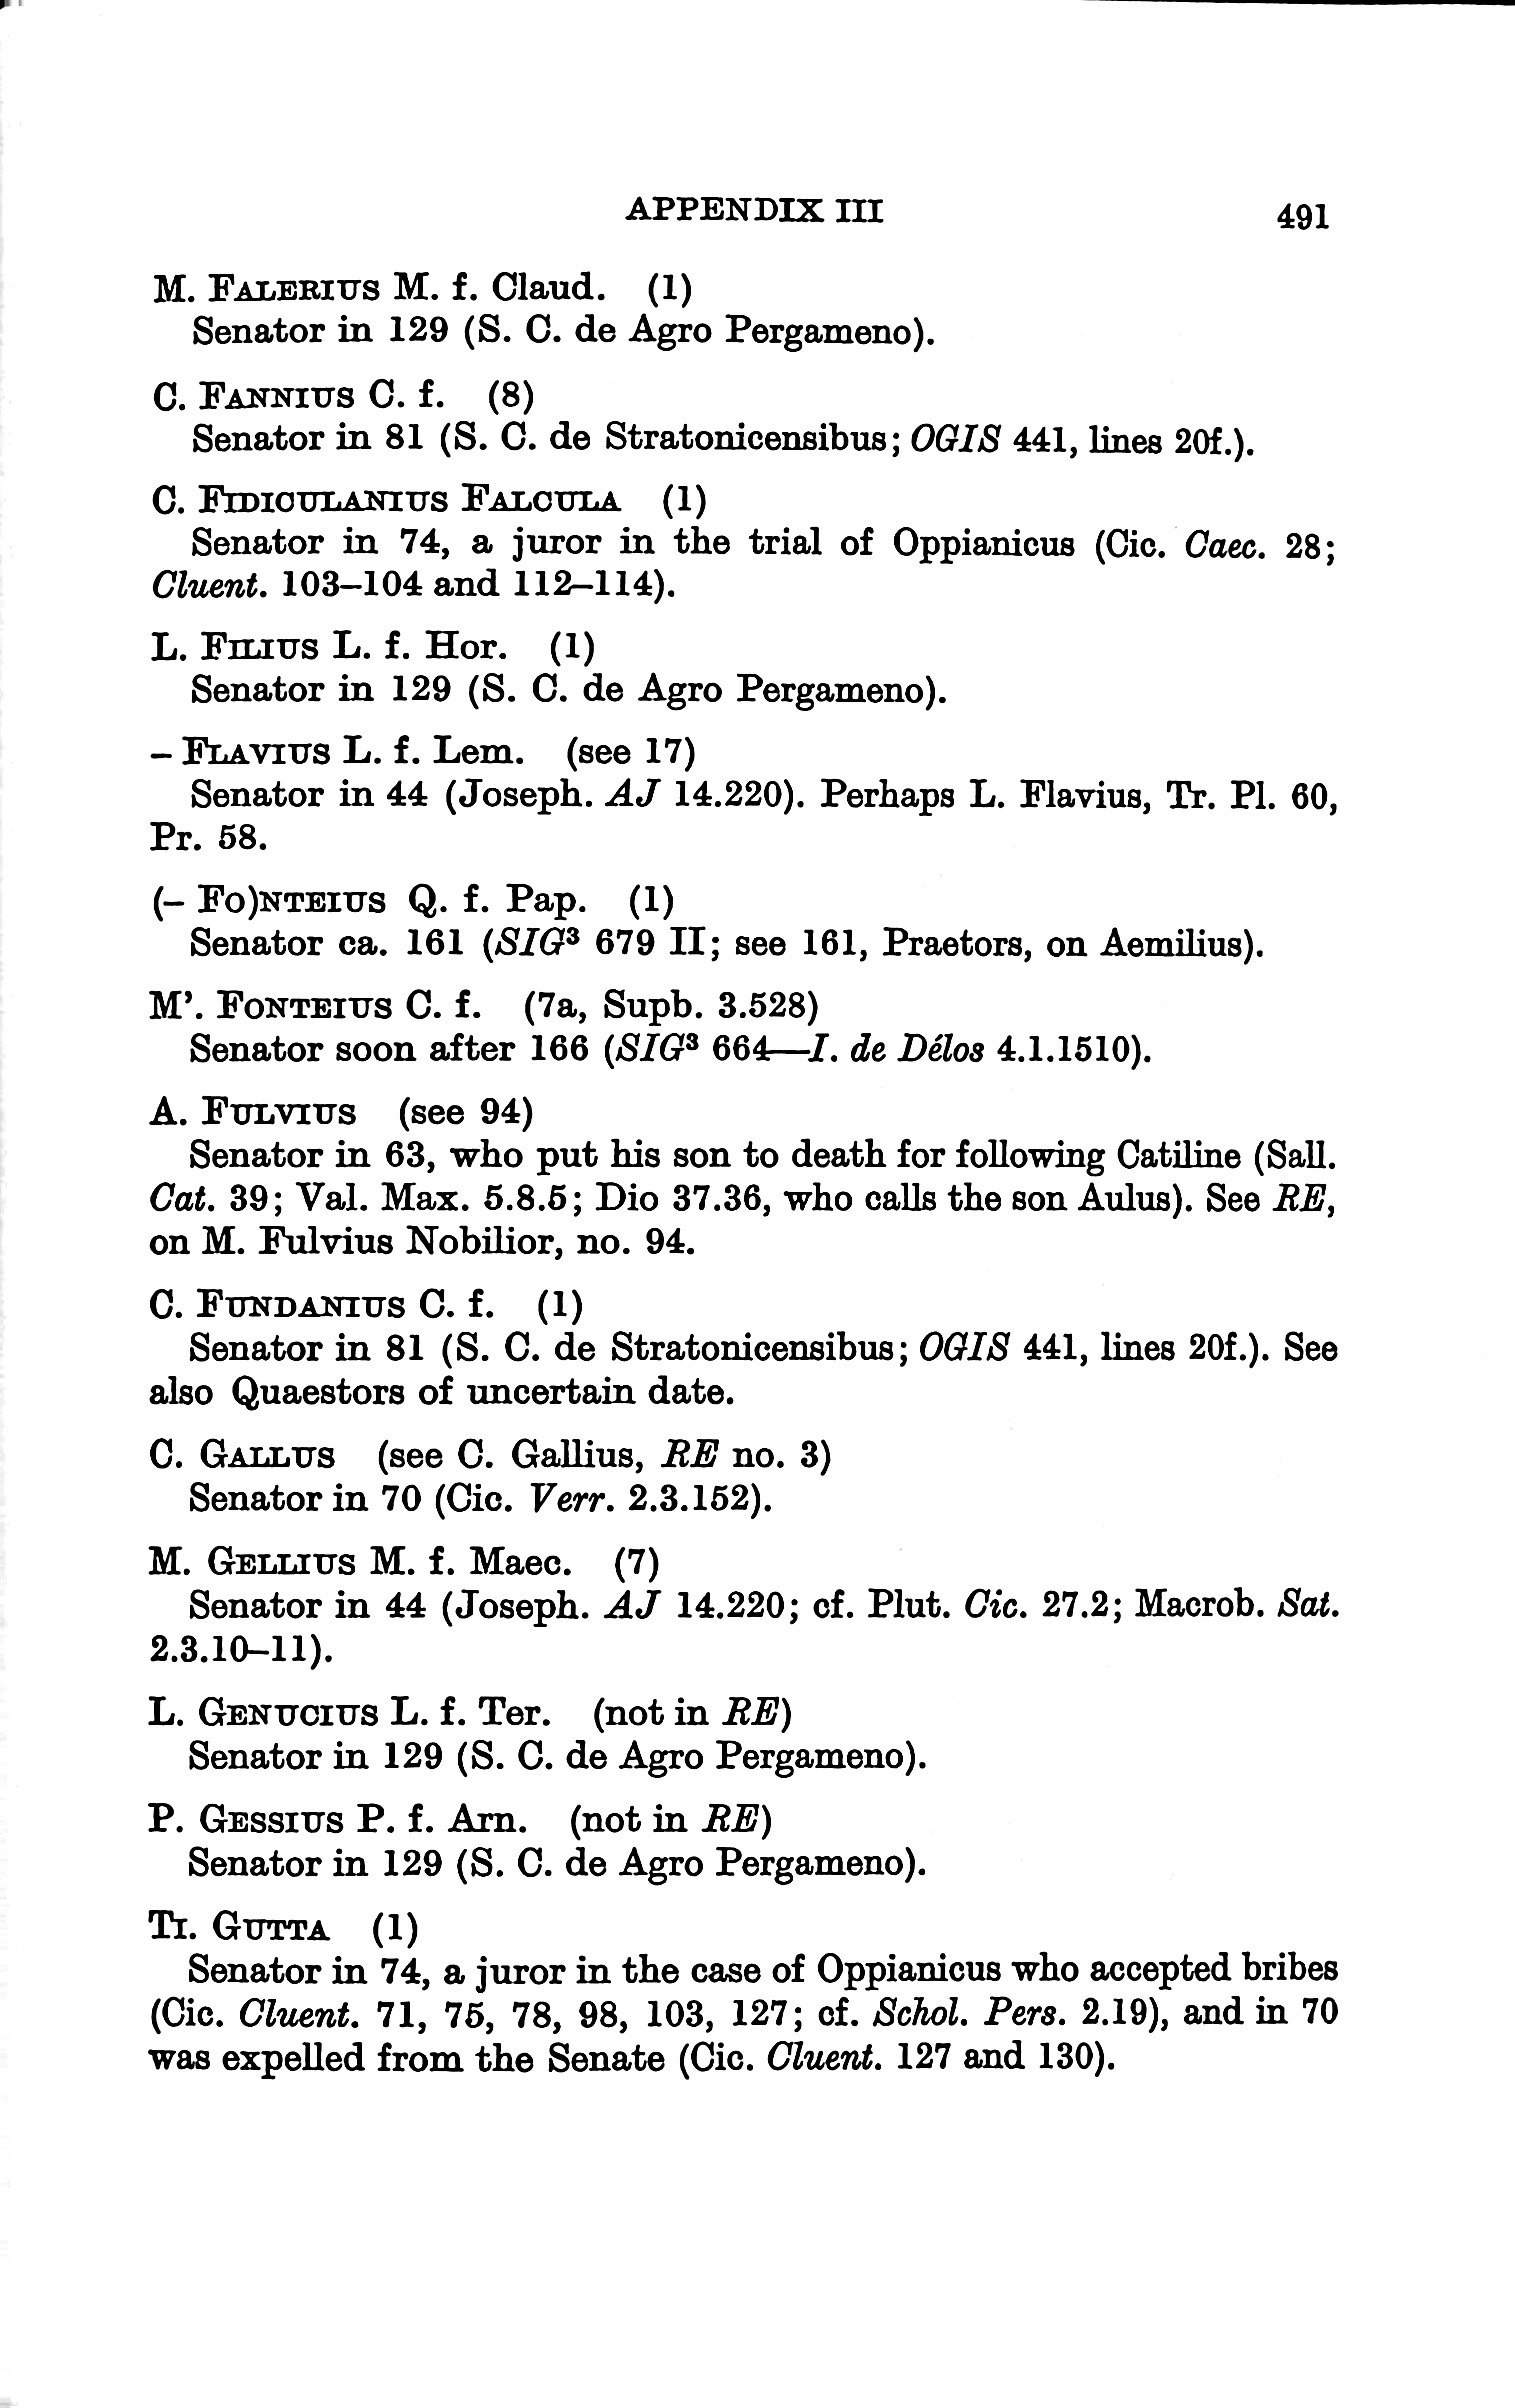 APPENDIX III 491
M. FALERIUS M. f. Claud. (1)
Senator in 129 (S. C. de Agro Pergameno).
C. FANNIUS C. f. (8)
Senator in 81 (S. C. de Stratonicensibus; OGIS 441, lines 20f.).
C. FIDICULANIUS FALCULA (1)
Senator in 74, a juror in the trial of Oppianicus (Cic. Caec. 28;
Cluent. 103–104 and 112–114).
L. FILIUS L. f. Hor. (1)
Senator in 129 (S. C. de Agro Pergameno).
– FLAVIUS L. f. Lem. (see 17)
Senator in 44 (Joseph. AJ 14.220). Perhaps L. Flavius, Tr. Pl. 60,
Pr. 58.
(– FO)NTEIUS Q. f. Pap. (1)
Senator ca. 161 (SIG³ 679 II; see 161, Praetors, on Aemilius).
M’. FONTEIUS C. f. (7a, Supb. 3.528)
Senator soon after 166 (SIG³ 664—I. de Délos 4.1.1510).
A. FULVIUS (see 94)
Senator in 63, who put his son to death for following Catiline (Sall.
Cat. 39; Val. Max. 5.8.5; Dio 37.36, who calls the son Aulus). See RE,
on M. Fulvius Nobilior, no. 94.
C. FUNDANIUS C. f. (1)
Senator in 81 (S. C. de Stratonicensibus; OGIS 441, lines 20f.). See
also Quaestors of uncertain date.
C. GALLUS (see C. Gallius, RE no. 3)
Senator in 70 (Cic. Verr. 2.3.152).
M. GELLIUS M. f. Maec. (7)
Senator in 44 (Joseph. AJ 14.220; cf. Plut. Cic. 27.2; Macrob. Sat.
2.3.10–11).
L. GENUCIUS L. f. Ter. (not in RE)
Senator in 129 (S. C. de Agro Pergameno).
P. GESSIUS P. f. Arn. (not in RE)
Senator in 129 (S. C. de Agro Pergameno).
TI. GUTTA (1)
Senator in 74, a juror in the case of Oppianicus who accepted bribes
(Cic. Cluent. 71, 75, 78, 98, 103, 127; cf. Schol. Pers. 2.19), and in 70
was expelled from the Senate (Cic. Cluent. 127 and 130).